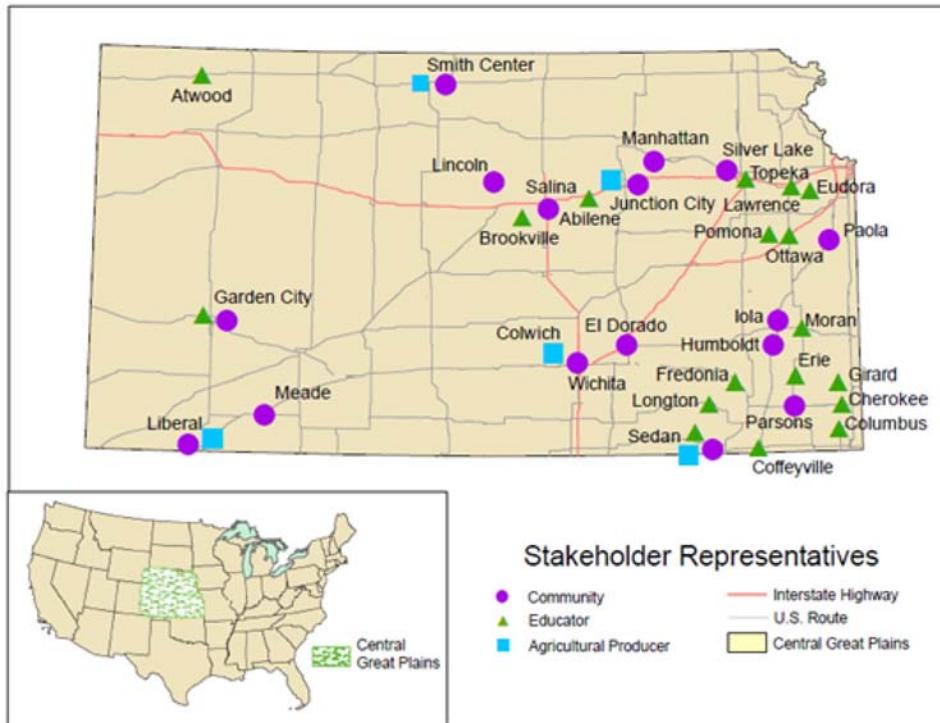 Smith Center
Atwood
Manhattan
Silver Lake
Lincoln
Topeka
Salina
Eudora
Abilene
Junction City
Lawrence
Brookville
Pomona
Paola
Ottawa
Garden City
Iola
Moran
Colwich
El Dorado
Humboldt
Erie
Wichita
Fredonia
Girard
Meade
Longton
Cherokee
Liberal
Sedan
Parsons
Columbus
Coffeyville
Stakeholder Representatives
Community
Educator
Agricultural Producer
Interstate Highway
U.S. Route
Central Great Plains
Central
Great Plains